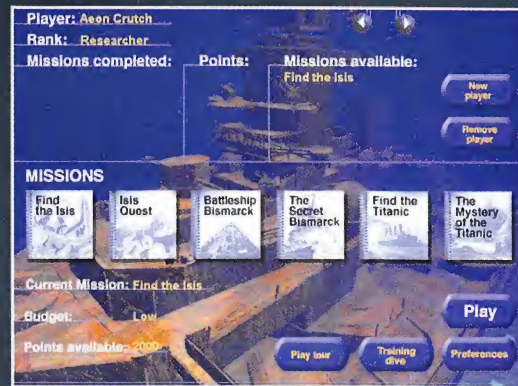 Player: Aeon Crutch
Rank: Researcher
Missions completed: Points: Missions available:
Find the Isis
New player
Remove player
MISSIONS
Find the Isis
Isis Quest
Battleship Bismarck
The Secret Bismarck
Find the Titanic
The Mystery of the Titanic
Current Mission: Find the Isis
Budget: Low
Points available: 2000
Play
Play tour
Training dive
Preferences